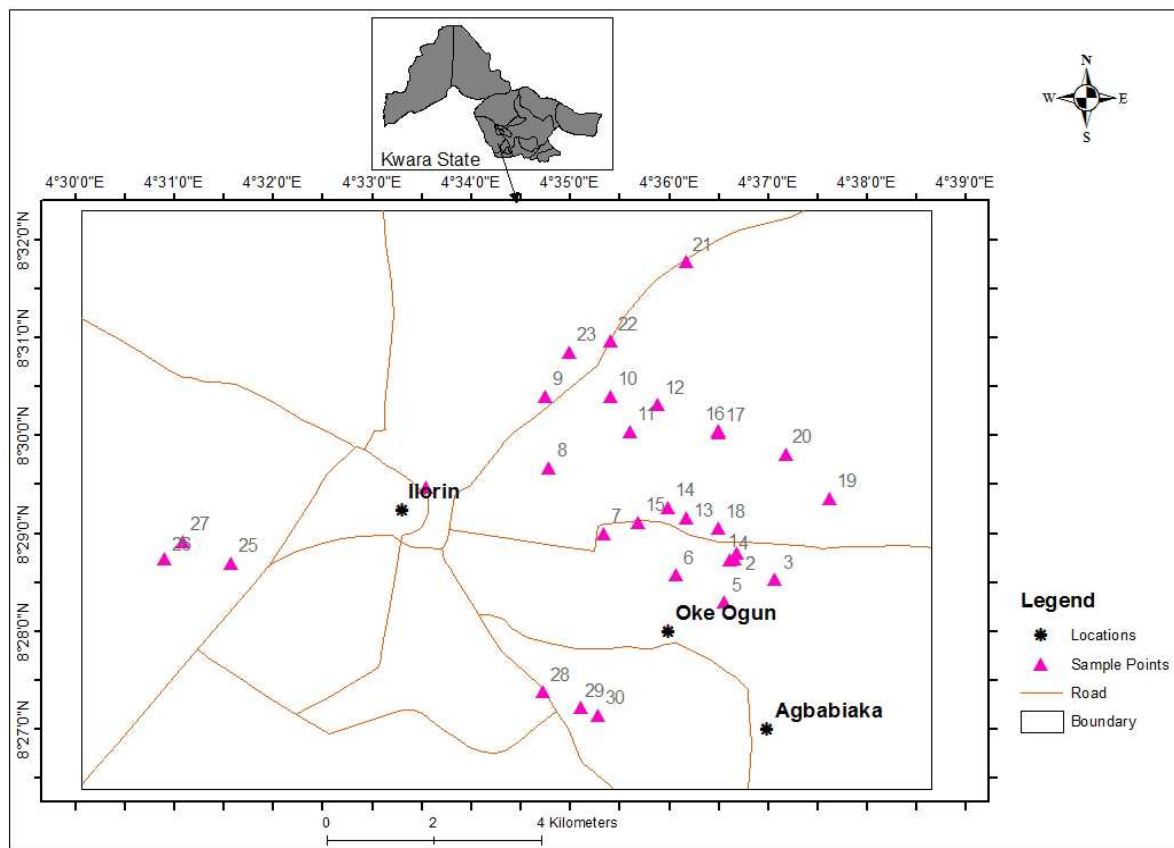 Kwara State
N
W E
S
4°30'0"E 4°31'0"E 4°32'0"E 4°33'0"E 4°34'0"E 4°35'0"E 4°36'0"E 4°37'0"E 4°38'0"E 4°39'0"E
8°32'0"N
8°31'0"N
8°30'0"N
8°29'0"N
8°28'0"N
8°27'0"N
21
23 22
9 10 12
11 16 17
8 20
19
Ilorin
14
15 13 18
7
27
26 25
14
6 2 3
5
Oke Ogun
28
29 30
Agbabiaka
Legend
Locations
Sample Points
Road
Boundary
0 2 4 Kilometers